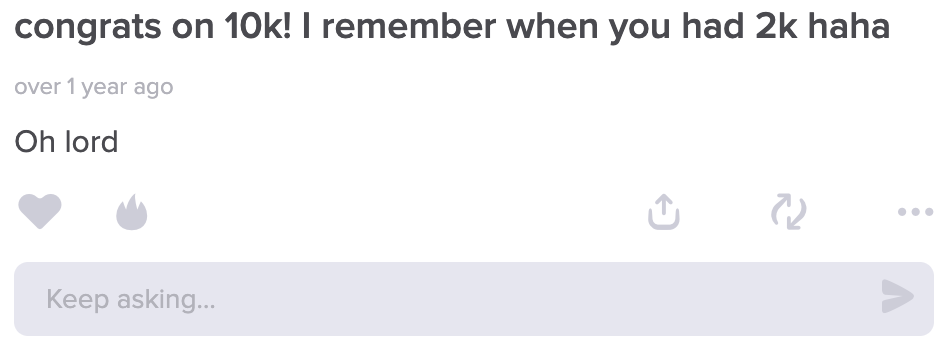 congrats on 10k! I remember when you had 2k haha
over 1 year ago
Oh lord
Keep asking...